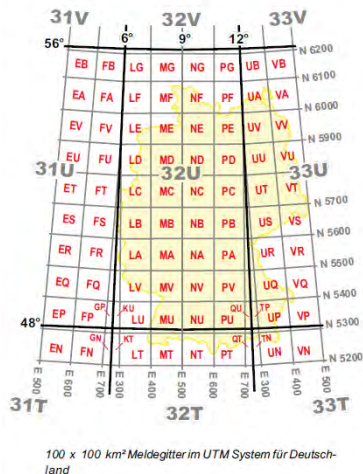 31V 32V 33V
56° 6° 9° 12°
N 6200
EB FB LG MG NG PG UB VB
N 6100
EA FA LF MF NF PF UA VA
N 6000
EV FV LE ME NE PE UV VV
N 5900
EU FU LD MD ND PD UU VU
31U 32U 33U
ET FT LC MC NC PC UT VT
N 5700
ES FS LB MB NB PB US VS
N 5600
ER FR LA MA NA PA UR VR
N 5500
EQ FQ LV MV NV PV UQ VQ
N 5400
GP KU QU TP
EP FP LU MU NU PU UP VP
48°
N 5300
GN KT QT TN
EN FN LT MT NT PT UN VN
N 5200
E 500 E 600 E 700 E 300 E 400 E 500 E 600 E 700 E 300 E 400 E 500
31T 32T 33T
100 x 100 km² Meldegitter im UTM System für Deutsch-
land